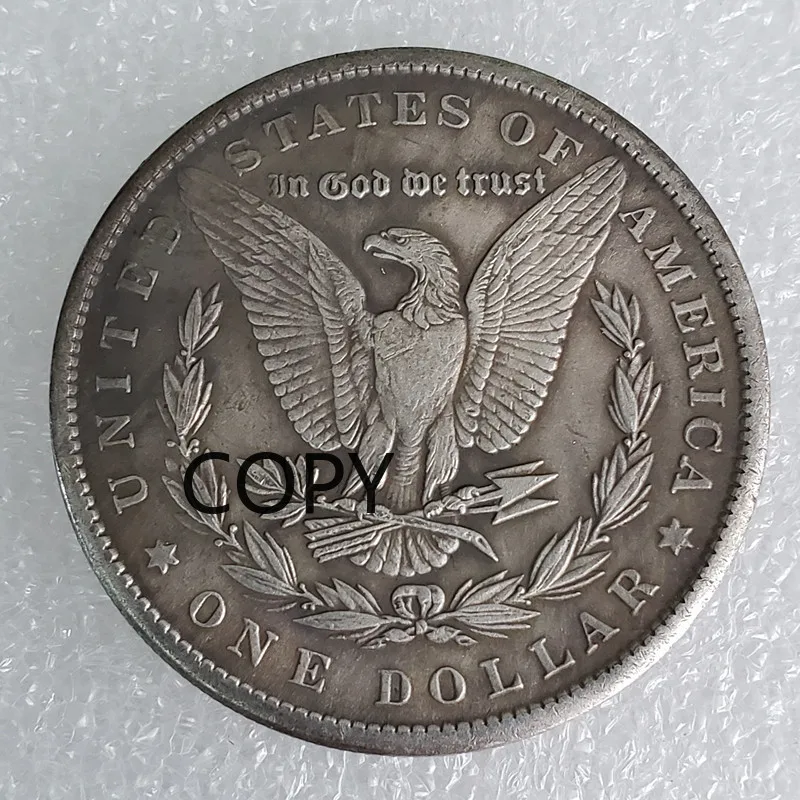 UNITED STATES OF AMERICA
In God we trust
COPY
ONE DOLLAR